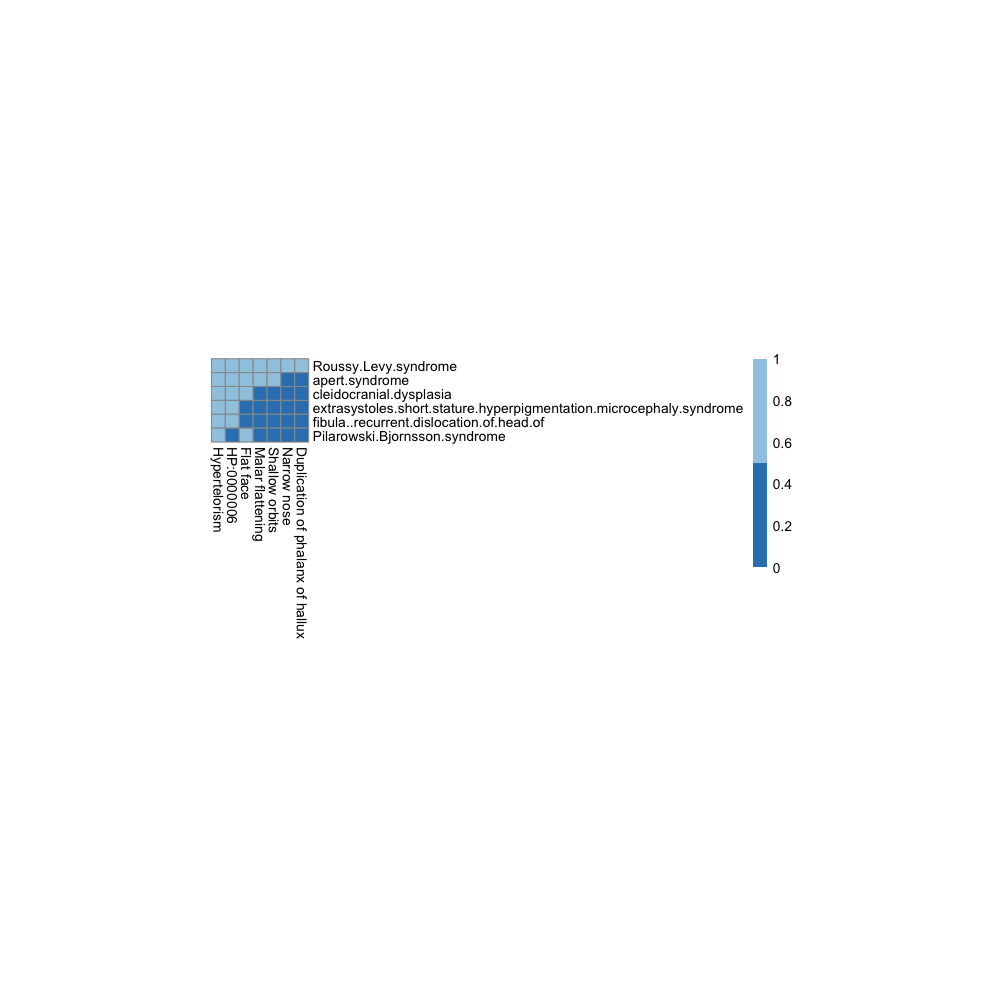 Roussy.Levy.syndrome
apert.syndrome
cleidocranial.dysplasia
extrasystoles.short.stature.hyperpigmentation.microcephaly.syndrome
fibula..recurrent.dislocation.of.head.of
Pilarowski.Bjornsson.syndrome
Hypertelorism
HP:0000006
Flat face
Malar flattening
Shallow orbits
Narrow nose
Duplication of phalanx of hallux
1
0.8
0.6
0.4
0.2
0